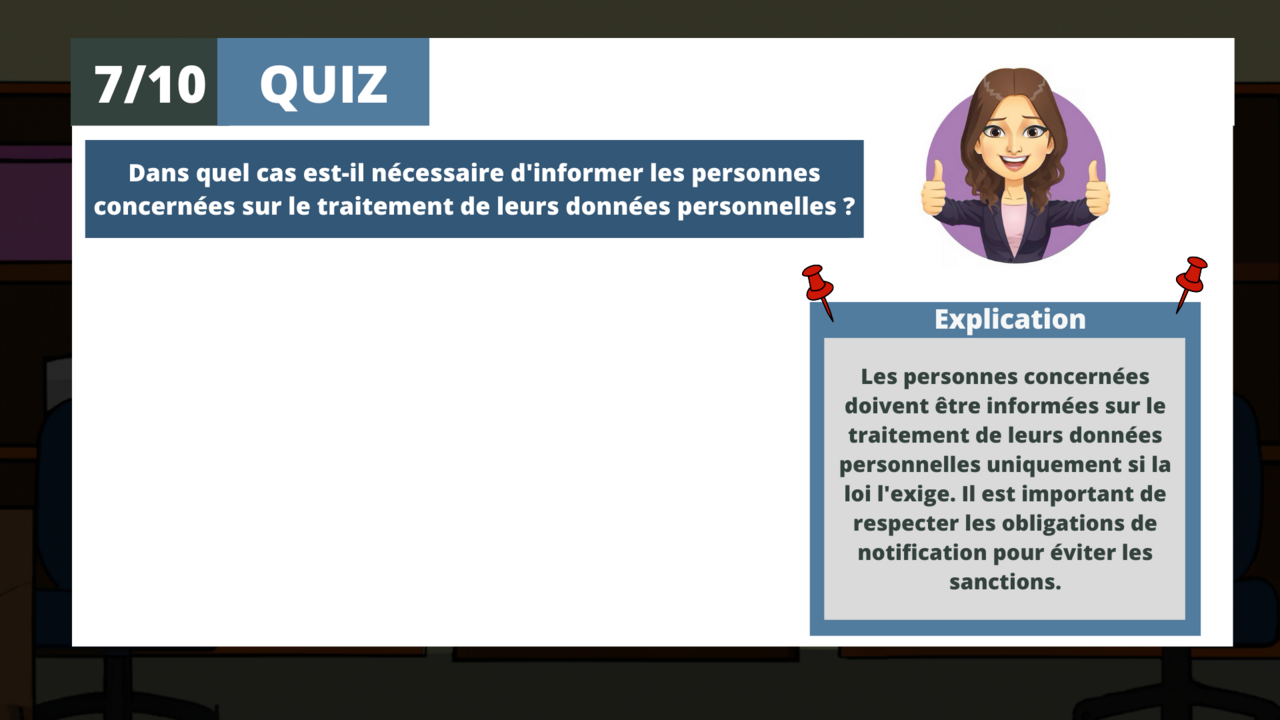 7/10 QUIZ
Dans quel cas est-il nécessaire d'informer les personnes
concernées sur le traitement de leurs données personnelles ?
Explication
Les personnes concernées
doivent être informées sur le
traitement de leurs données
personnelles uniquement si la
loi l'exige. Il est important de
respecter les obligations de
notification pour éviter les
sanctions.